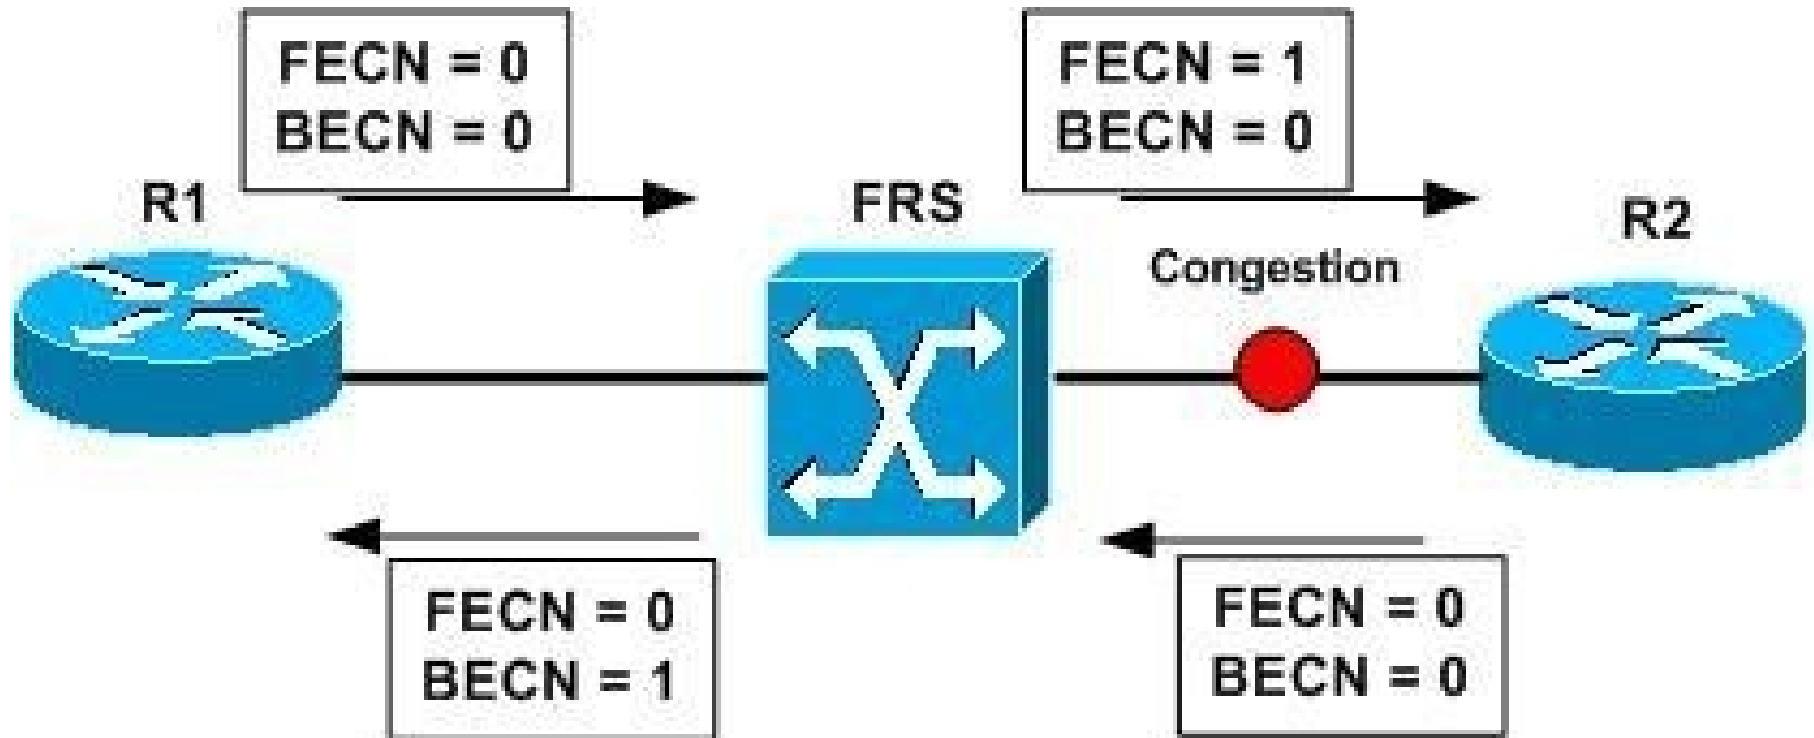 FECN = 0
BECN = 0
FECN = 1
BECN = 0
R1
FRS
R2
Congestion
FECN = 0
BECN = 1
FECN = 0
BECN = 0